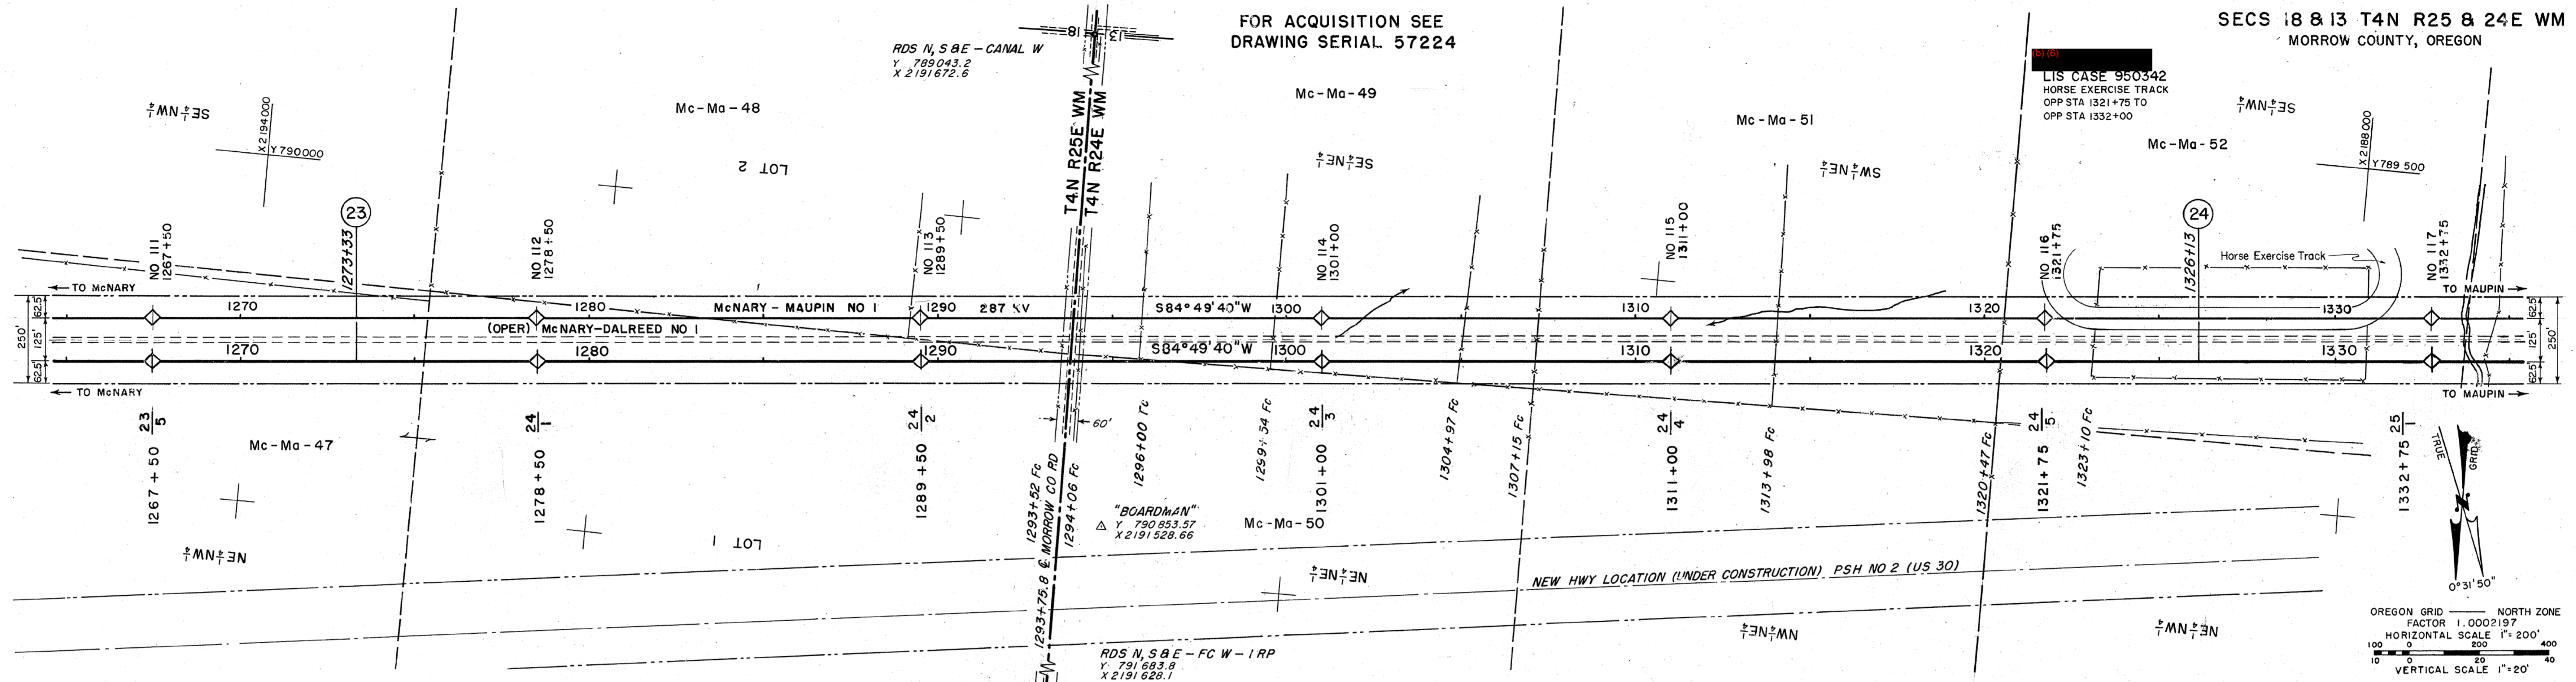 FOR ACQUISITION SEE
DRAWING SERIAL 57224
SECS 18 & 13 T4N R25 & 24E WM
MORROW COUNTY, OREGON
(b) (6)
LIS CASE 950342
HORSE EXERCISE TRACK
OPP STA 1321+75 TO
OPP STA 1332+00
RDS N, S & E - CANAL W
Y 789043.2
X 2191672.6
18
13
SE¼NW¼
X 2194000
Y 790000
Mc-Ma-48
LOT 2
T4N R25E WM
T4N R24E WM
Mc-Ma-49
SE¼NE¼
Mc-Ma-51
SW¼NE¼
Mc-Ma-52
SE¼NW¼
X 2188000
Y 789 500
23
1273+33
24
1326+13
NO 111
1267+50
NO 112
1278+50
NO 113
1289+50
NO 114
1301+00
NO 115
1311+00
NO 116
1321+75
NO 117
1332+75
Horse Exercise Track
TO McNARY
TO MAUPIN
62.5'
125'
62.5'
250'
1270
1280
McNARY - MAUPIN NO 1
1290
287 KV
S84°49'40"W
1300
1310
1320
1330
(OPER) McNARY-DALREED NO 1
1270
1280
1290
S84°49'40"W
1300
1310
1320
1330
62.5'
125'
62.5'
250'
TO McNARY
TO MAUPIN
23/5
1267+50
24/1
1278+50
24/2
1289+50
24/3
1301+00
24/4
1311+00
24/5
1321+75
25/1
1332+75
Mc-Ma-47
60'
1293+52 Fc
1293+75.8 ℄ MORROW CO RD
1294+06 Fc
1296+00 Fc
1299+54 Fc
1304+97 Fc
1307+15 Fc
1313+98 Fc
1320+47 Fc
1323+10 Fc
"BOARDMAN"
Y 790853.57
X 2191528.66
Mc-Ma-50
NE¼NW¼
LOT 1
NE¼NE¼
NEW HWY LOCATION (UNDER CONSTRUCTION) PSH NO 2 (US 30)
NW¼NE¼
NE¼NW¼
RDS N, S & E - FC W - 1 RP
Y 791683.8
X 2191628.1
TRUE
GRID
N
0°31'50"
OREGON GRID —— NORTH ZONE
FACTOR 1.0002197
HORIZONTAL SCALE 1"=200'
100 0 200 400
10 0 20 40
VERTICAL SCALE 1"=20'